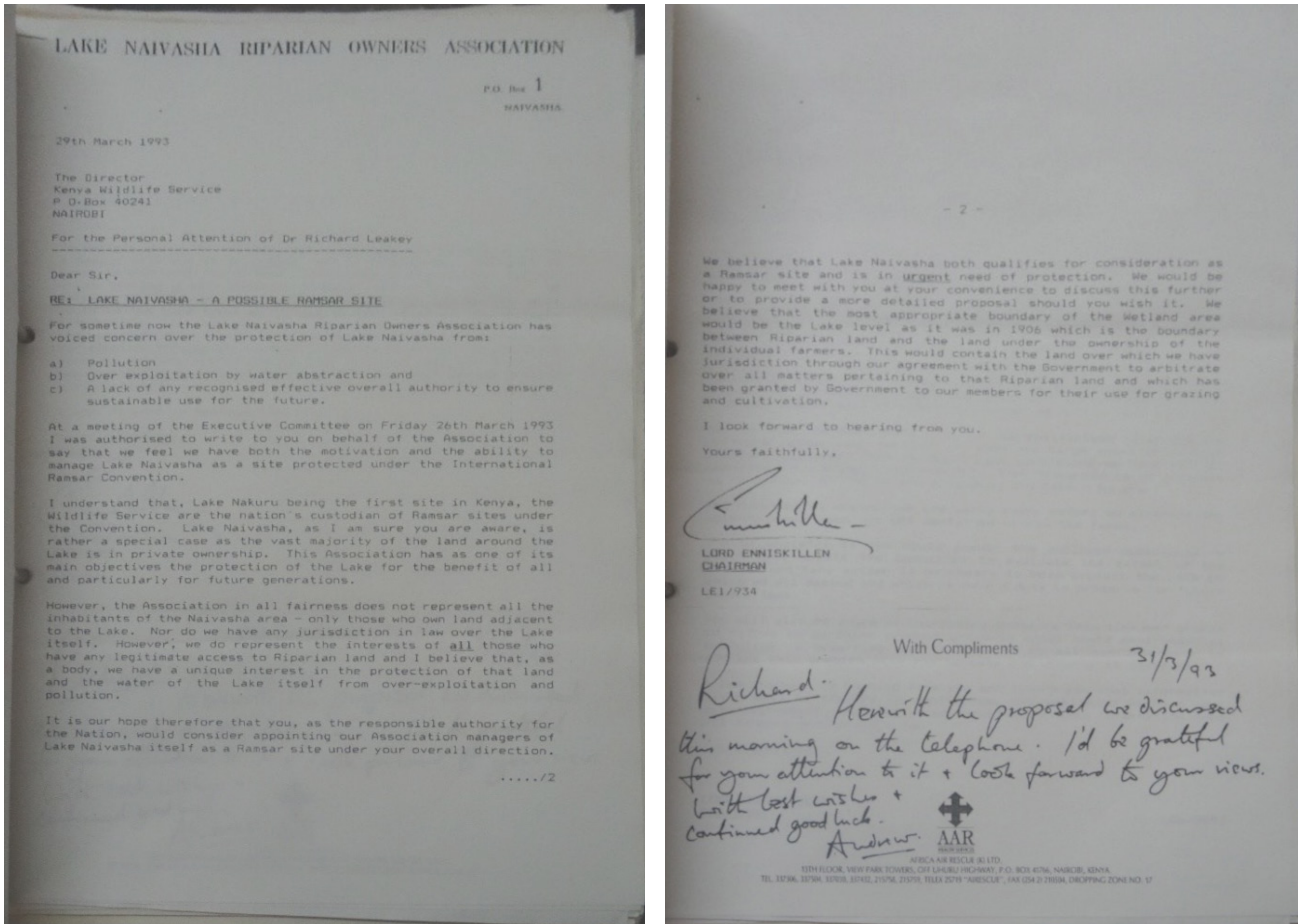 LAKE NAIVASHA RIPARIAN OWNERS ASSOCIATION
P.O. Box 1
NAIVASHA
29th March 1993
The Director
Kenya Wildlife Service
P O.Box 40241
NAIROBI
For the Personal Attention of Dr Richard Leakey
Dear Sir,
RE: LAKE NAIVASHA - A POSSIBLE RAMSAR SITE
For sometime now the Lake Naivasha Riparian Owners Association has
voiced concern over the protection of Lake Naivasha from:
a) Pollution
b) Over exploitation by water abstraction and
c) A lack of any recognised effective overall authority to ensure
sustainable use for the future.
At a meeting of the Executive Committee on Friday 26th March 1993
I was authorised to write to you on behalf of the Association to
say that we feel we have both the motivation and the ability to
manage Lake Naivasha as a site protected under the International
Ramsar Convention.
I understand that, Lake Nakuru being the first site in Kenya, the
Wildlife Service are the nation's custodian of Ramsar sites under
the Convention. Lake Naivasha, as I am sure you are aware, is
rather a special case as the vast majority of the land around the
Lake is in private ownership. This Association has as one of its
main objectives the protection of the Lake for the benefit of all
and particularly for future generations.
However, the Association in all fairness does not represent all the
inhabitants of the Naivasha area - only those who own land adjacent
to the Lake. Nor do we have any jurisdiction in law over the Lake
itself. However, we do represent the interests of all those who
have any legitimate access to Riparian land and I believe that, as
a body, we have a unique interest in the protection of that land
and the water of the Lake itself from over-exploitation and
pollution.
It is our hope therefore that you, as the responsible authority for
the Nation, would consider appointing our Association managers of
Lake Naivasha itself as a Ramsar site under your overall direction.
...../2
- 2 -
We believe that Lake Naivasha both qualifies for consideration as
a Ramsar site and is in urgent need of protection. We would be
happy to meet with you at your convenience to discuss this further
or to provide a more detailed proposal should you wish it. We
believe that the most appropriate boundary of the Wetland area
would be the Lake level as it was in 1906 which is the boundary
between Riparian land and the land under the ownership of the
individual farmers. This would contain the land over which we have
jurisdiction through our agreement with the Government to arbitrate
over all matters pertaining to that Riparian land and which has
been granted by Government to our members for their use for grazing
and cultivation.
I look forward to hearing from you.
Yours faithfully,
Enniskillen
LORD ENNISKILLEN
CHAIRMAN
LE1/934
With Compliments
31/3/93
Richard.
Herewith the proposal we discussed
this morning on the telephone. I'd be grateful
for your attention to it + look forward to your views.
With best wishes +
continued good luck.
Andrew.
AAR
AFRICA AIR RESCUE (K) LTD.
13TH FLOOR, VIEW PARK TOWERS, OFF UHURU HIGHWAY, P.O. BOX 41766, NAIROBI, KENYA.